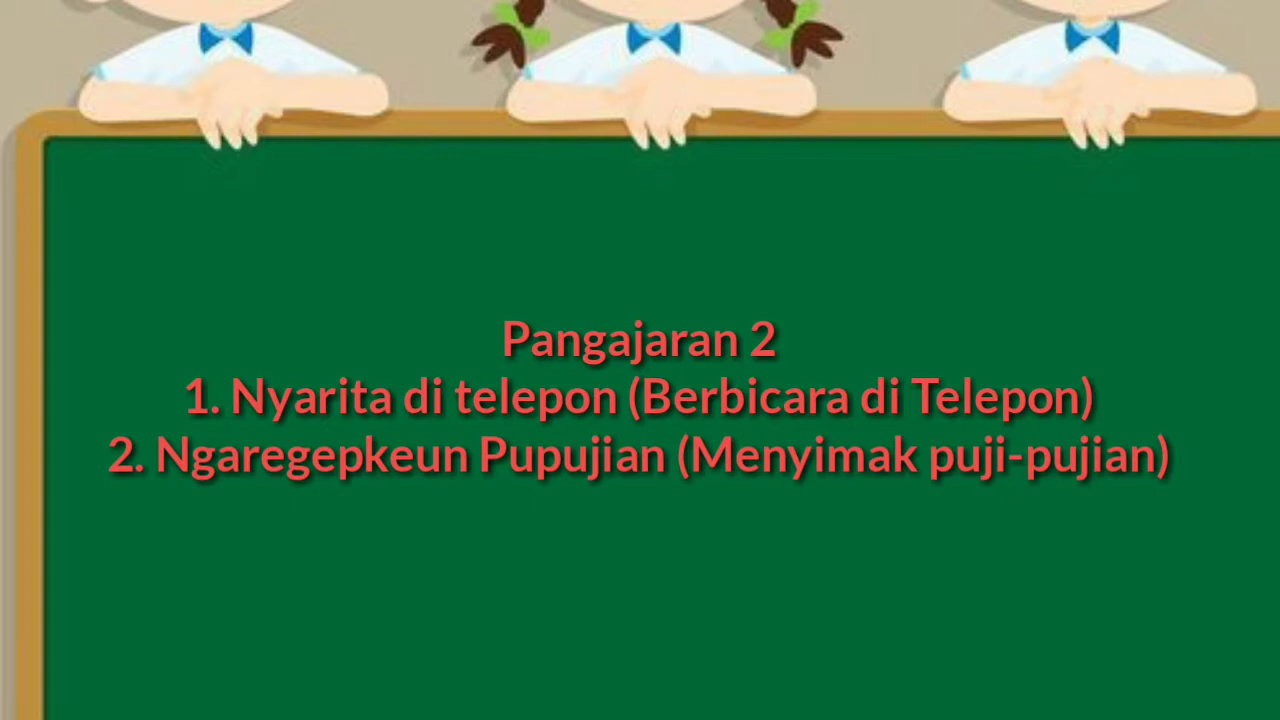 Pangajaran 2
1. Nyarita di telepon (Berbicara di Telepon)
2. Ngaregepkeun Pupujian (Menyimak puji-pujian)